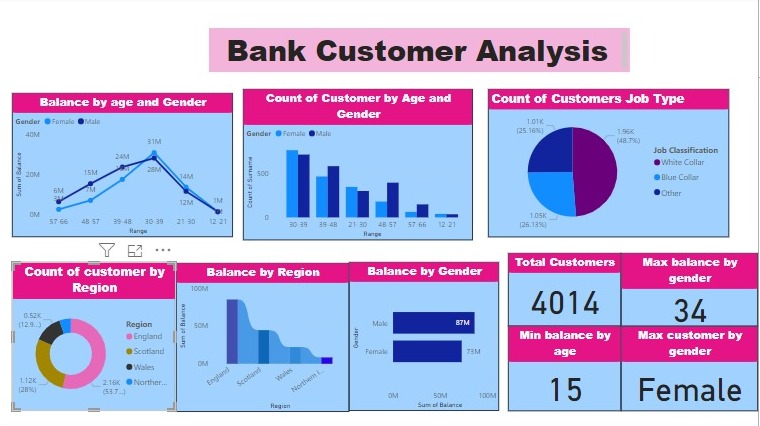 Bank Customer Analysis
Balance by age and Gender
Gender Female Male
40M
20M
0M
Sum of Balance
6M
15M
7M
24M
31M
28M
14M
12M
1M
57-66 48-57 39-48 30-39 21-30 12-21
Range
Count of Customer by Age and
Gender
Gender Female Male
500
0
Count of Surname
30-39 39-48 21-30 48-57 57-66 12-21
Range
Count of Customers Job Type
1.01K
(25.16%)
1.96K
(48.7%)
1.05K
(26.13%)
Job Classification
White Collar
Blue Collar
Other
Count of customer by
Region
0.52K
(12.9...)
1.12K
(28%)
2.16K
(53.7...)
Region
England
Scotland
Wales
Norther...
Balance by Region
100M
50M
0M
Sum of Balance
England
Scotland
Wales
Northern I...
Region
Balance by Gender
Gender
Male 87M
Female 73M
0M 50M 100M
Sum of Balance
Total Customers
4014
Max balance by
gender
34
Min balance by
age
15
Max customer by
gender
Female